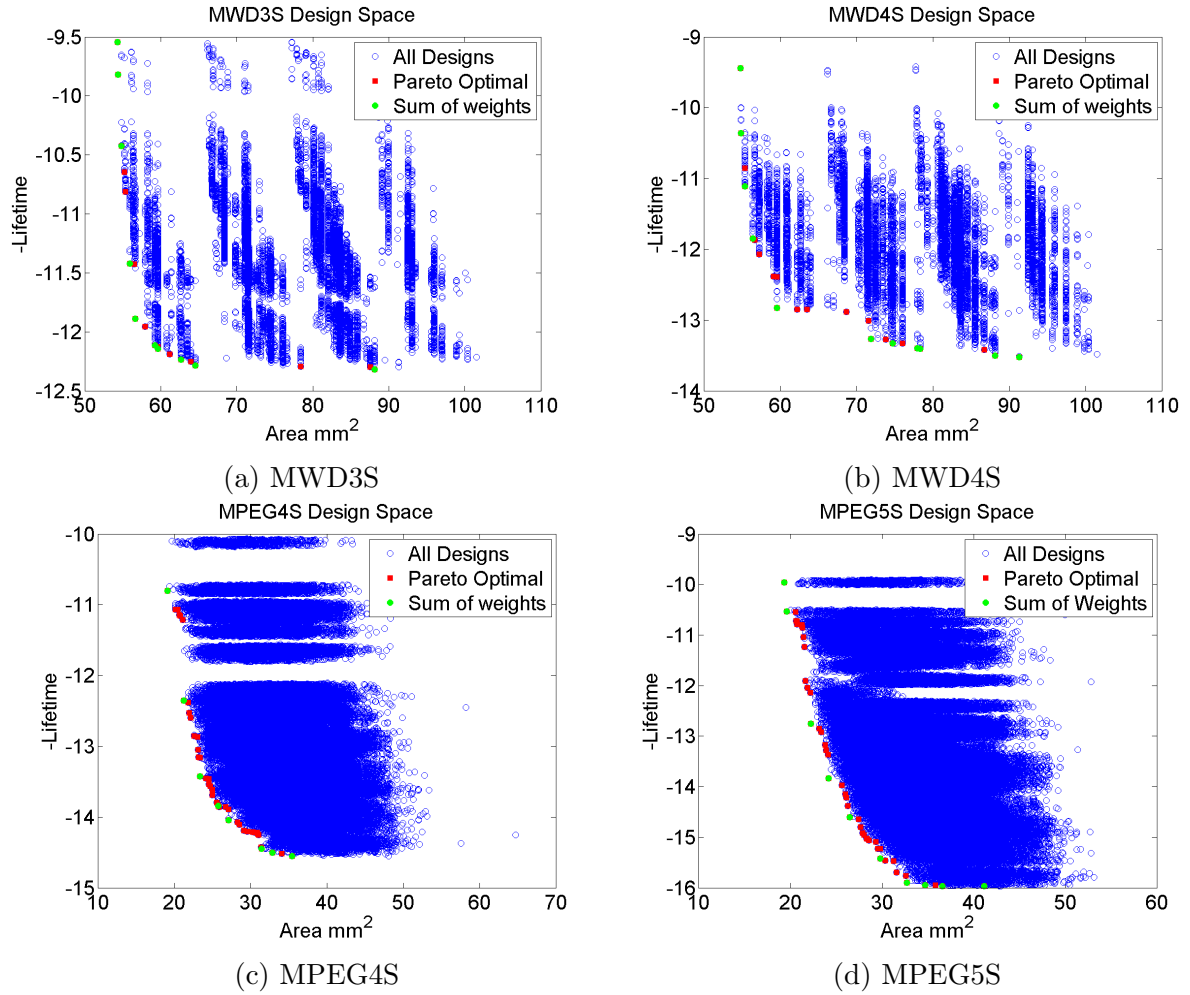 MWD3S Design Space
-9.5
-10
-10.5
-11
-11.5
-12
-12.5
50 60 70 80 90 100 110
-Lifetime
Area mm²
All Designs
Pareto Optimal
Sum of weights
(a) MWD3S
MWD4S Design Space
-9
-10
-11
-12
-13
-14
50 60 70 80 90 100 110
-Lifetime
Area mm²
All Designs
Pareto Optimal
Sum of weights
(b) MWD4S
MPEG4S Design Space
-10
-11
-12
-13
-14
-15
10 20 30 40 50 60 70
-Lifetime
Area mm²
All Designs
Pareto Optimal
Sum of weights
(c) MPEG4S
MPEG5S Design Space
-9
-10
-11
-12
-13
-14
-15
-16
10 20 30 40 50 60
-Lifetime
Area mm²
All Designs
Pareto Optimal
Sum of Weights
(d) MPEG5S